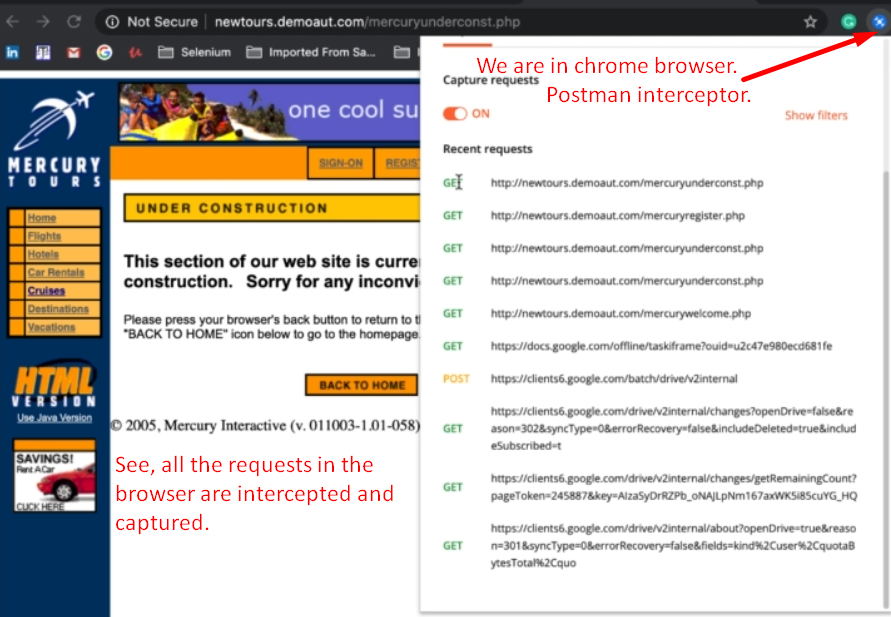 Not Secure | newtours.demoaut.com/mercuryunderconst.php
Selenium
Imported From Sa...
We are in chrome browser.
Postman interceptor.
Capture requests
ON
Show filters
Recent requests
GET http://newtours.demoaut.com/mercuryunderconst.php
GET http://newtours.demoaut.com/mercuryregister.php
GET http://newtours.demoaut.com/mercuryunderconst.php
GET http://newtours.demoaut.com/mercuryunderconst.php
GET http://newtours.demoaut.com/mercurywelcome.php
GET https://docs.google.com/offline/taskiframe?ouid=u2c47e980ecd681fe
POST https://clients6.google.com/batch/drive/v2internal
GET https://clients6.google.com/drive/v2internal/changes?openDrive=false&re
ason=302&syncType=0&errorRecovery=false&includeDeleted=true&includ
eSubscribed=t
GET https://clients6.google.com/drive/v2internal/changes/getRemainingCount?
GET https://clients6.google.com/drive/v2internal/about?openDrive=true&reaso
n=301&syncType=0&errorRecovery=false&fields=kind%2Cuser%2CquotaB
ytesTotal%2Cquo
one cool su
MERCURY
TOURS
SIGN-ON
REGIST
Home
Flights
Hotels
Car Rentals
Cruises
Destinations
Vacations
HTML
VERSION
Use Java Version
SAVINGS!
Rent A Car
CLICK HERE
UNDER CONSTRUCTION
This section of our web site is curre
construction. Sorry for any inconvi
Please press your browser's back button to return to t
"BACK TO HOME" icon below to go to the homepage.
BACK TO HOME
© 2005, Mercury Interactive (v. 011003-1.01-058)
See, all the requests in the
browser are intercepted and
captured.